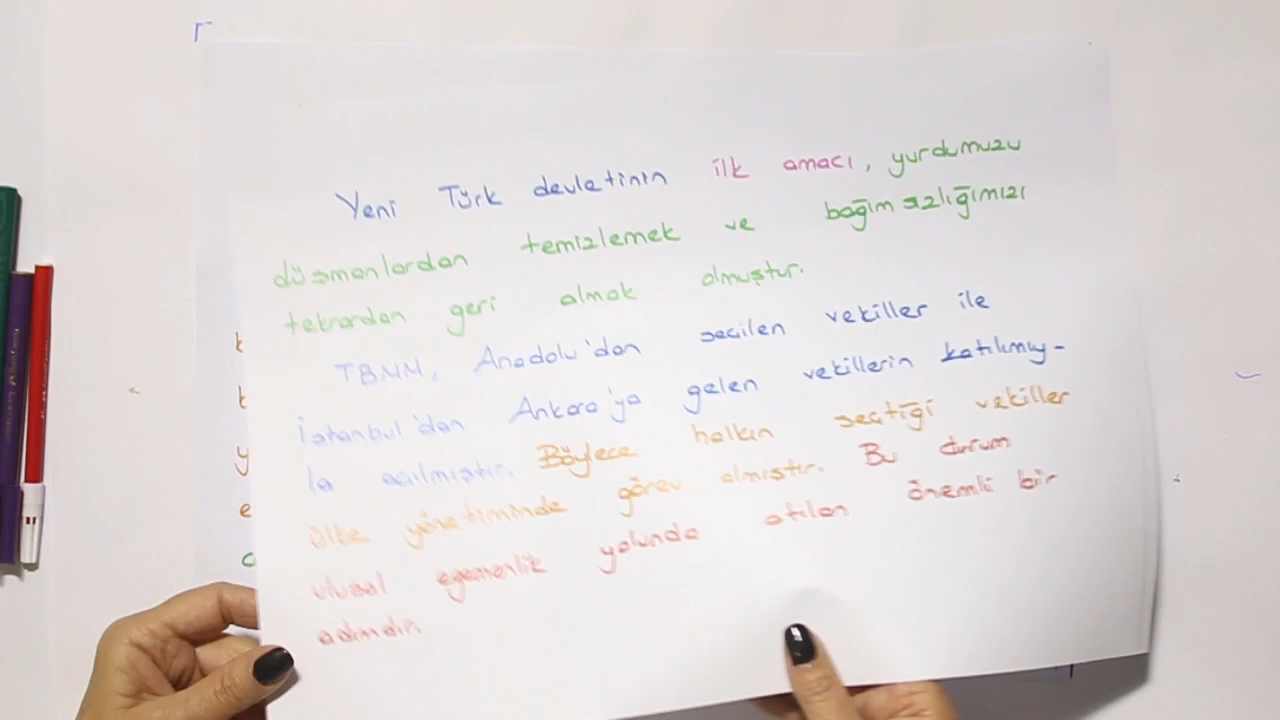 Yeni Türk devletinin ilk amacı, yurdumuzu
düşmanlardan temizlemek ve bağımsızlığımızı
tekrardan geri almak olmuştur.
TBMM, Anadolu'dan seçilen vekiller ile
İstanbul'dan Ankara'ya gelen vekillerin katılımıy-
la açılmıştır. Böylece halkın seçtiği vekiller
ülke yönetiminde görev almıştır. Bu durum
ulusal egemenlik yolunda atılan önemli bir
adımdır.